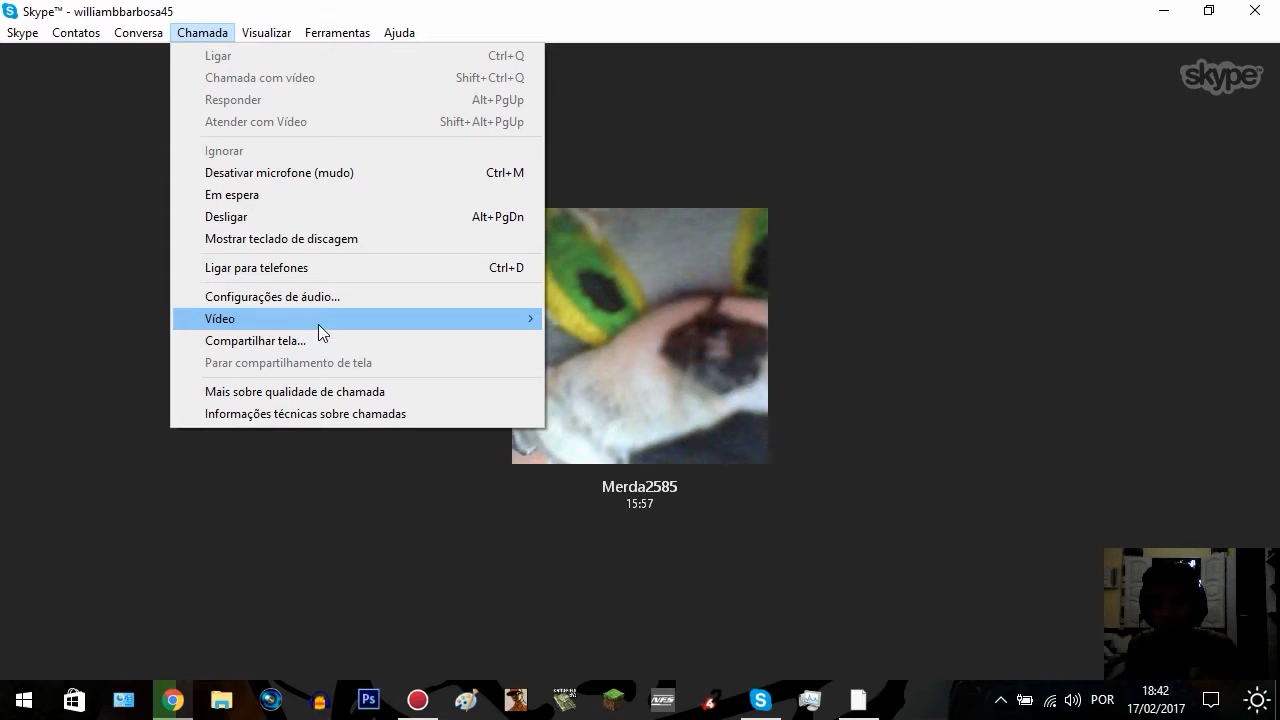 Skype™ - williambbarbosa45
Skype Contatos Conversa Chamada Visualizar Ferramentas Ajuda
Ligar Ctrl+Q
Chamada com vídeo Shift+Ctrl+Q
Responder Alt+PgUp
Atender com Vídeo Shift+Alt+PgUp
Ignorar
Desativar microfone (mudo) Ctrl+M
Em espera
Desligar Alt+PgDn
Mostrar teclado de discagem
Ligar para telefones Ctrl+D
Configurações de áudio...
Vídeo
Compartilhar tela...
Parar compartilhamento de tela
Mais sobre qualidade de chamada
Informações técnicas sobre chamadas
skype™
Merda2585
15:57
Ps
NFS
POR
18:42
17/02/2017